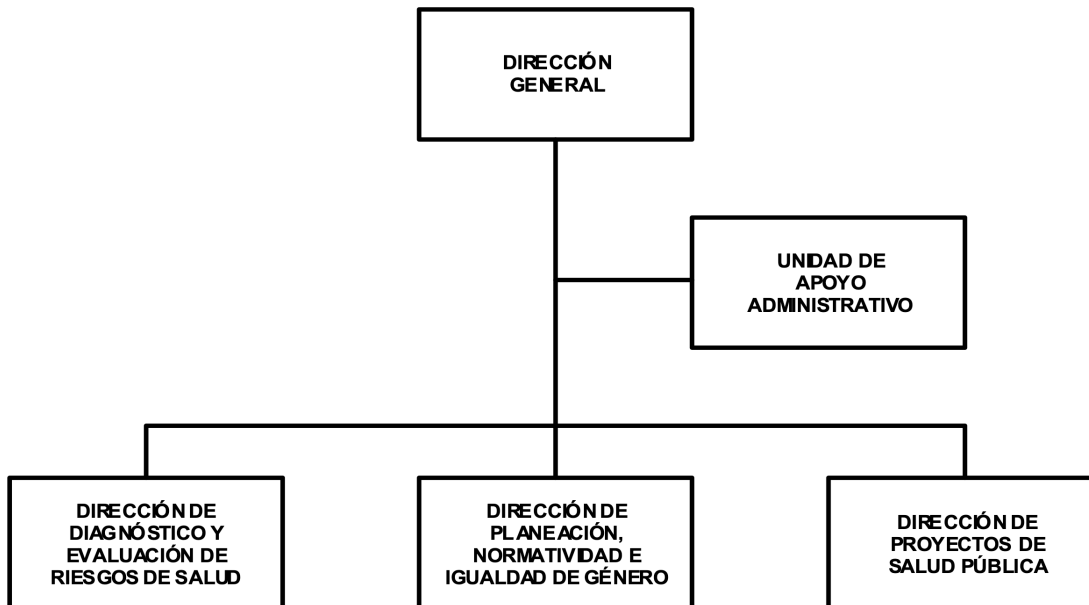 DIRECCIÓN
GENERAL
UNIDAD DE
APOYO
ADMINISTRATIVO
DIRECCIÓN DE
DIAGNÓSTICO Y
EVALUACIÓN DE
RIESGOS DE SALUD
DIRECCIÓN DE
PLANEACIÓN,
NORMATIVIDAD E
IGUALDAD DE GÉNERO
DIRECCIÓN DE
PROYECTOS DE
SALUD PÚBLICA